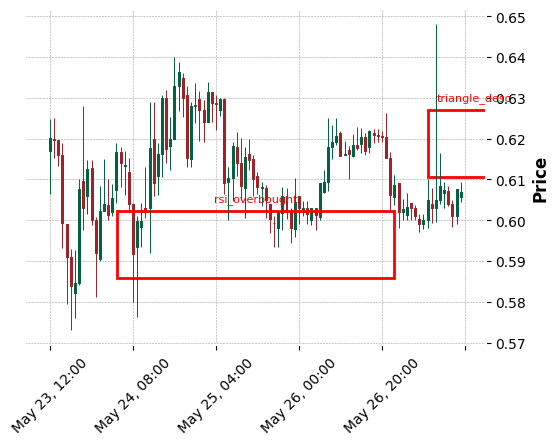 0.65
0.64
triangle_desc
0.63
0.62
0.61
rsi_overbought
0.60
0.59
0.58
0.57
Price
May 23, 12:00
May 24, 08:00
May 25, 04:00
May 26, 00:00
May 26, 20:00